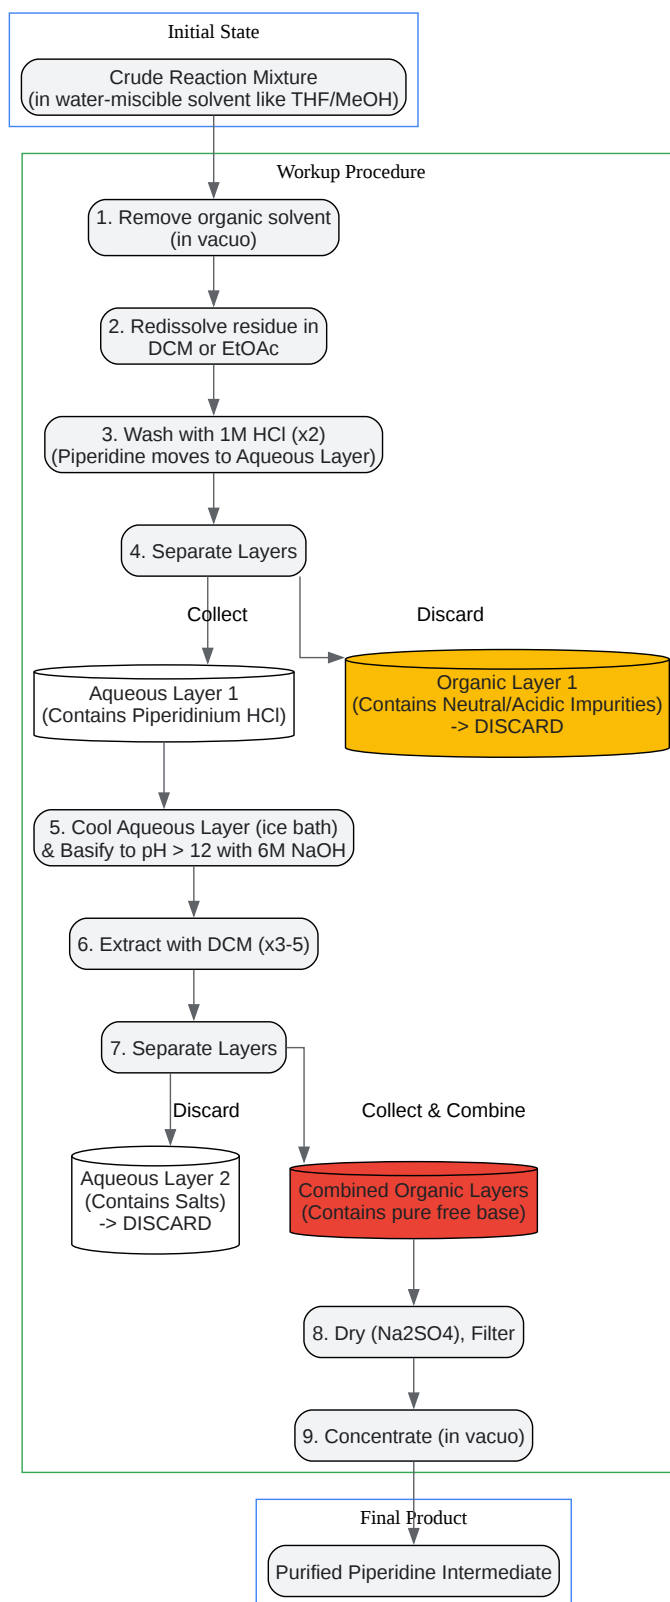 Initial State
Crude Reaction Mixture
(in water-miscible solvent like THF/MeOH)
Workup Procedure
1. Remove organic solvent
(in vacuo)
2. Redissolve residue in
DCM or EtOAc
3. Wash with 1M HCl (x2)
(Piperidine moves to Aqueous Layer)
4. Separate Layers
Collect
Discard
Aqueous Layer 1
(Contains Piperidinium HCl)
Organic Layer 1
(Contains Neutral/Acidic Impurities)
-> DISCARD
5. Cool Aqueous Layer (ice bath)
& Basify to pH > 12 with 6M NaOH
6. Extract with DCM (x3-5)
7. Separate Layers
Discard
Collect & Combine
Aqueous Layer 2
(Contains Salts)
-> DISCARD
Combined Organic Layers
(Contains pure free base)
8. Dry (Na2SO4), Filter
9. Concentrate (in vacuo)
Final Product
Purified Piperidine Intermediate